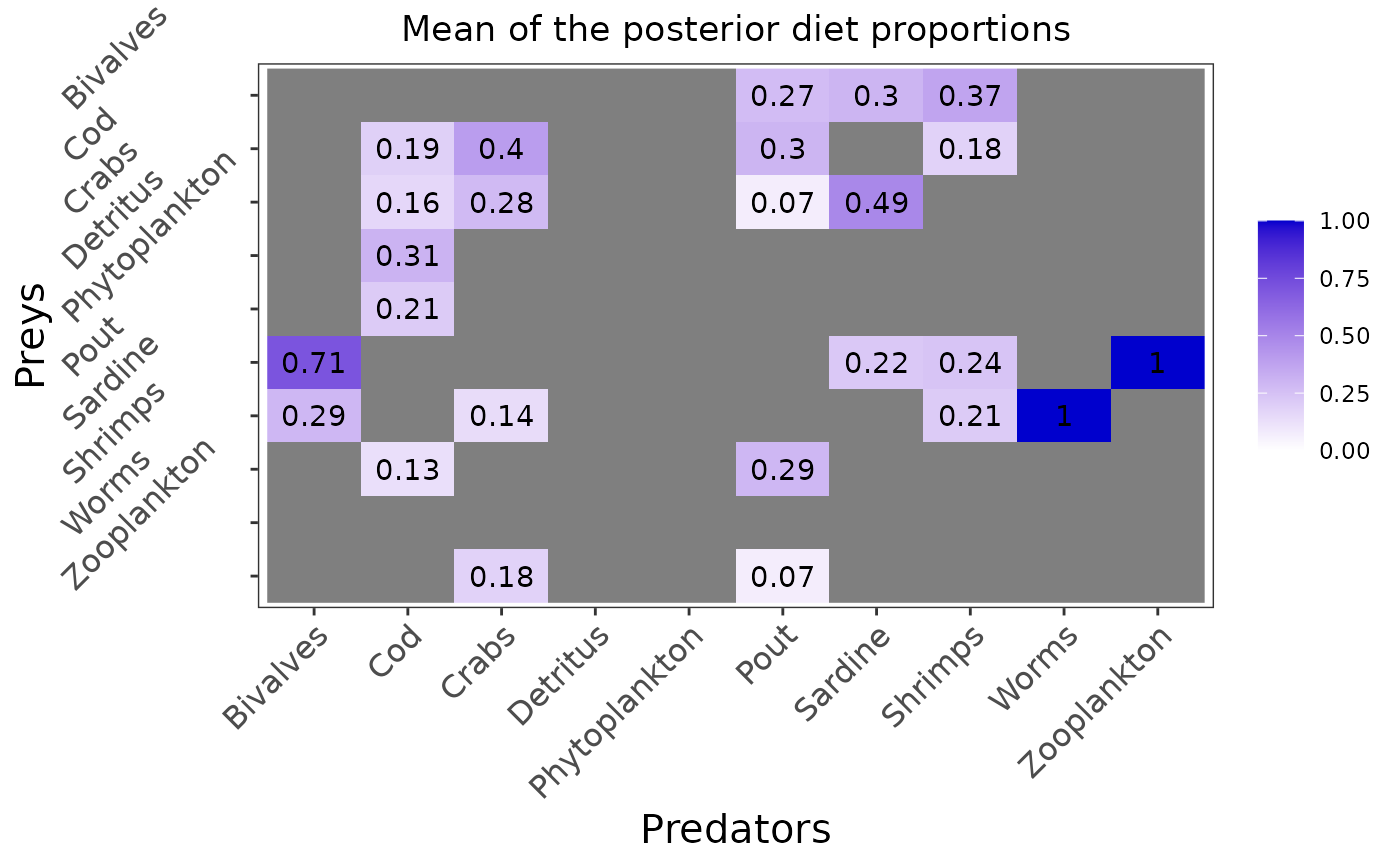 Mean of the posterior diet proportions
Preys
Bivalves
Cod
Crabs
Detritus
Phytoplankton
Pout
Sardine
Shrimps
Worms
Zooplankton
0.27 0.3 0.37
0.19 0.4 0.3 0.18
0.16 0.28 0.07 0.49
0.31
0.21
0.71 0.22 0.24 1
0.29 0.14 0.21 1
0.13 0.29
0.18 0.07
Bivalves Cod Crabs Detritus Phytoplankton Pout Sardine Shrimps Worms Zooplankton
Predators
1.00
0.75
0.50
0.25
0.00